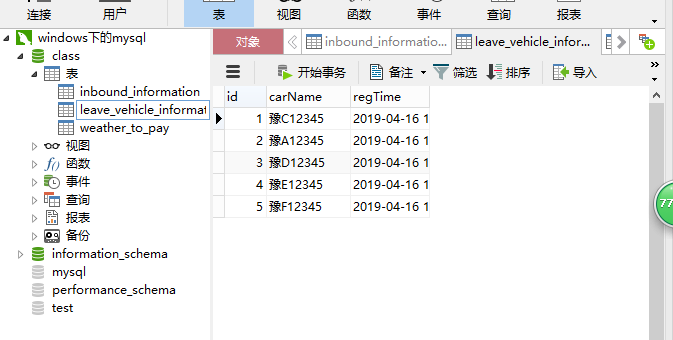 连接 用户 表 视图 函数 事件 查询 报表
windows下的mysql
class
表
inbound_information
leave_vehicle_informat
weather_to_pay
视图
函数
事件
查询
报表
备份
information_schema
mysql
performance_schema
test
对象 inbound_information... leave_vehicle_infor...
开始事务 备注 筛选 排序 导入
id carName regTime
1 豫C12345 2019-04-16 1
2 豫A12345 2019-04-16 1
3 豫D12345 2019-04-16 1
4 豫E12345 2019-04-16 1
5 豫F12345 2019-04-16 1
77